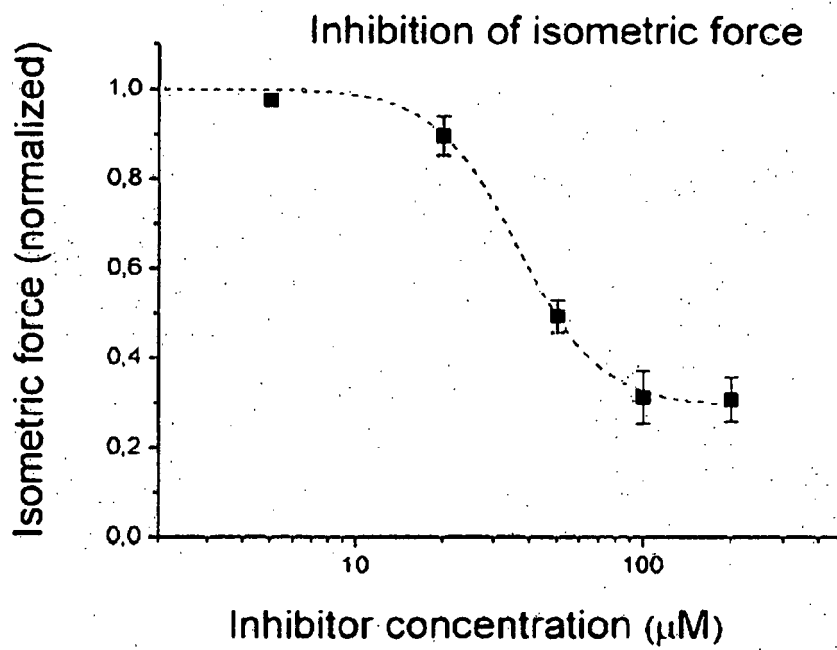 Inhibition of isometric force
Isometric force (normalized)
1,0
0,8
0,6
0,4
0,2
0,0
10
100
Inhibitor concentration (μM)